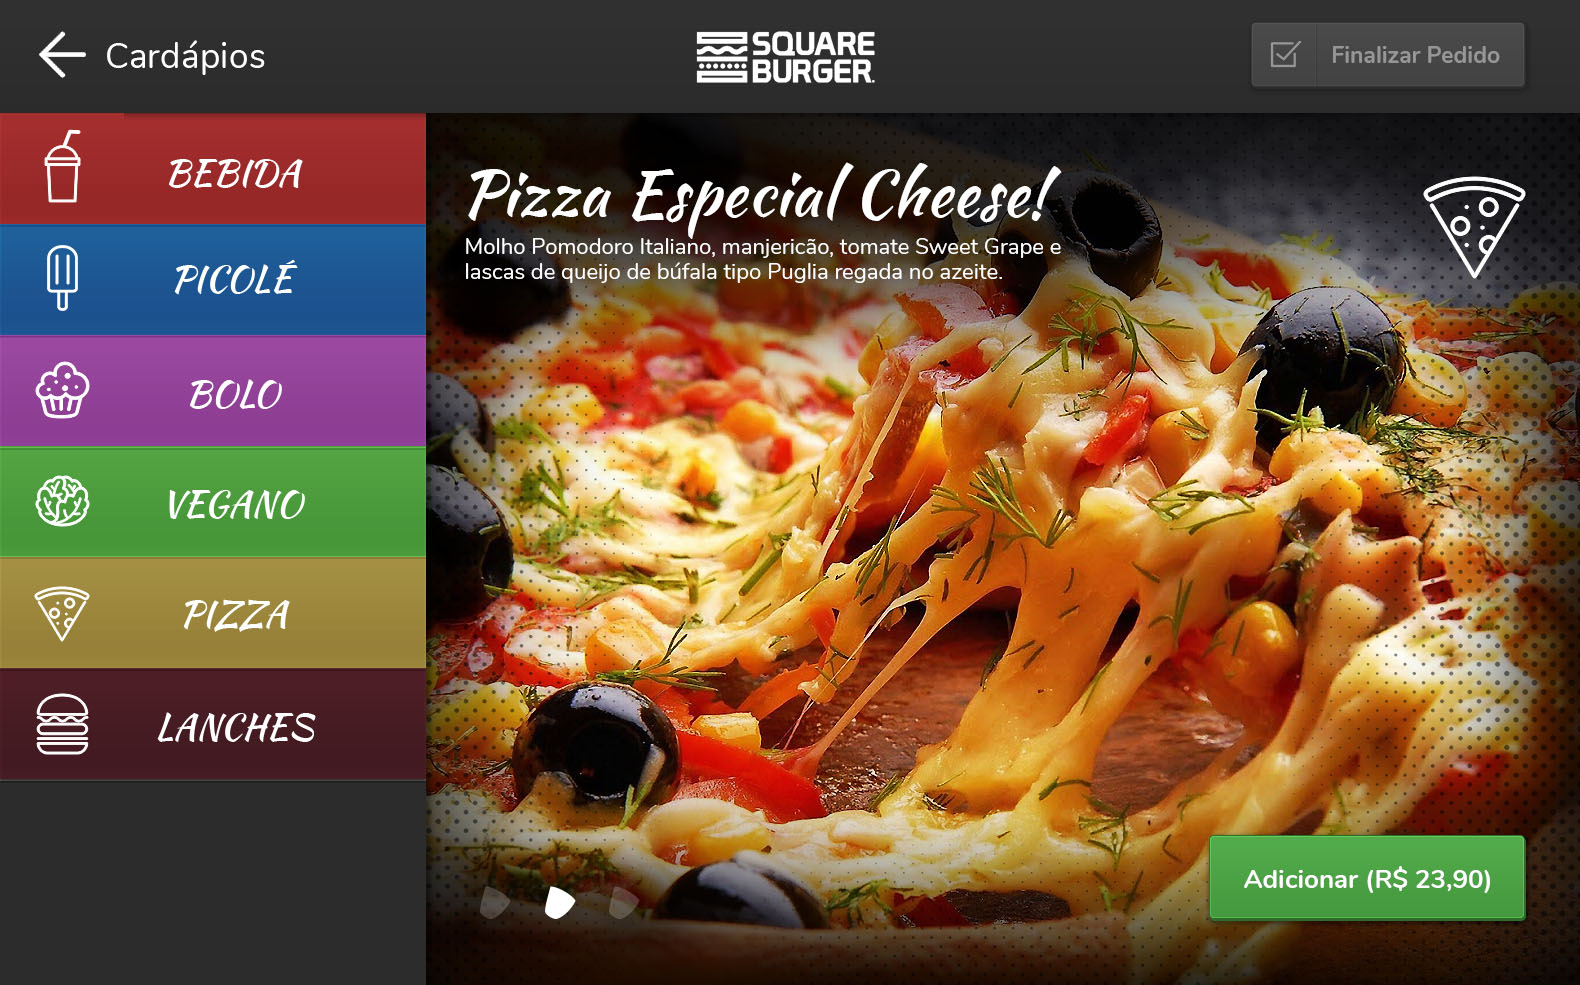 Cardápios
SQUARE
BURGER
Finalizar Pedido
BEBIDA
PICOLÉ
BOLO
VEGANO
PIZZA
LANCHES
Pizza Especial Cheese!
Molho Pomodoro Italiano, manjericão, tomate Sweet Grape e
lascas de queijo de búfala tipo Puglia regada no azeite.
Adicionar (R$ 23,90)